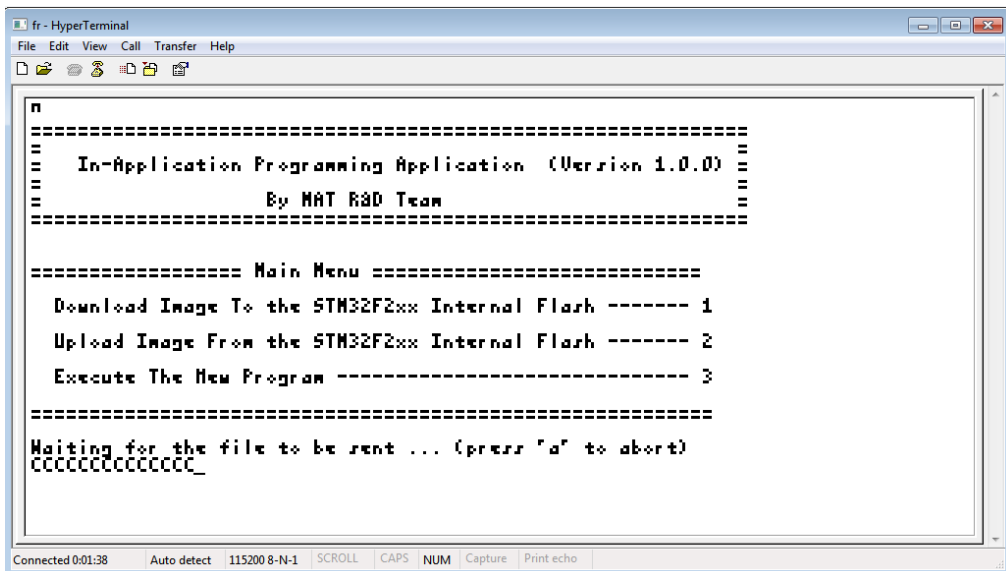 fr - HyperTerminal
File Edit View Call Transfer Help
n
=============================================================
= =
= In-Application Programming Application (Version 1.0.0) =
= =
= By MAT R&D Team =
=============================================================
================== Main Menu ============================
Download Image To the STM32F2xx Internal Flash ------- 1
Upload Image From the STM32F2xx Internal Flash ------- 2
Execute The New Program ------------------------------ 3
==========================================================
Waiting for the file to be sent ... (press 'a' to abort)
CCCCCCCCCCCCCC_
Connected 0:01:38 Auto detect 115200 8-N-1 SCROLL CAPS NUM Capture Print echo